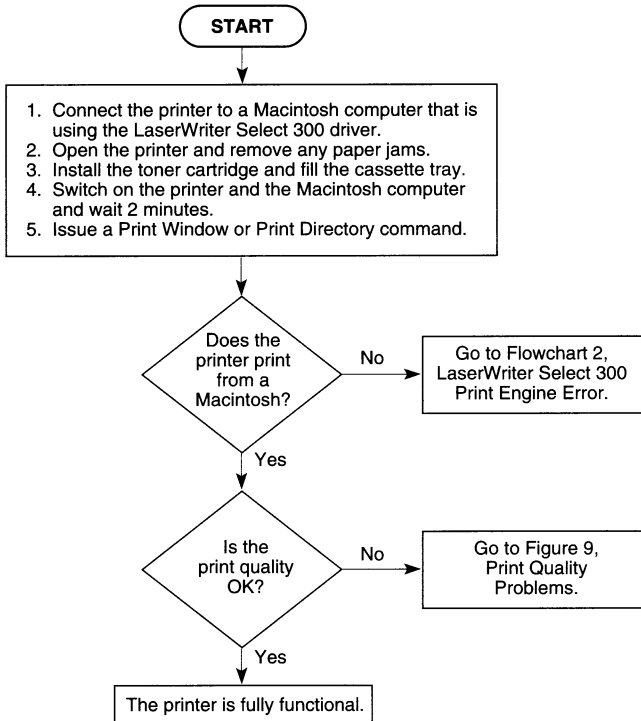 START
1. Connect the printer to a Macintosh computer that is
using the LaserWriter Select 300 driver.
2. Open the printer and remove any paper jams.
3. Install the toner cartridge and fill the cassette tray.
4. Switch on the printer and the Macintosh computer
and wait 2 minutes.
5. Issue a Print Window or Print Directory command.
Does the
printer print
from a
Macintosh?
No
Go to Flowchart 2,
LaserWriter Select 300
Print Engine Error.
Yes
Is the
print quality
OK?
No
Go to Figure 9,
Print Quality
Problems.
Yes
The printer is fully functional.